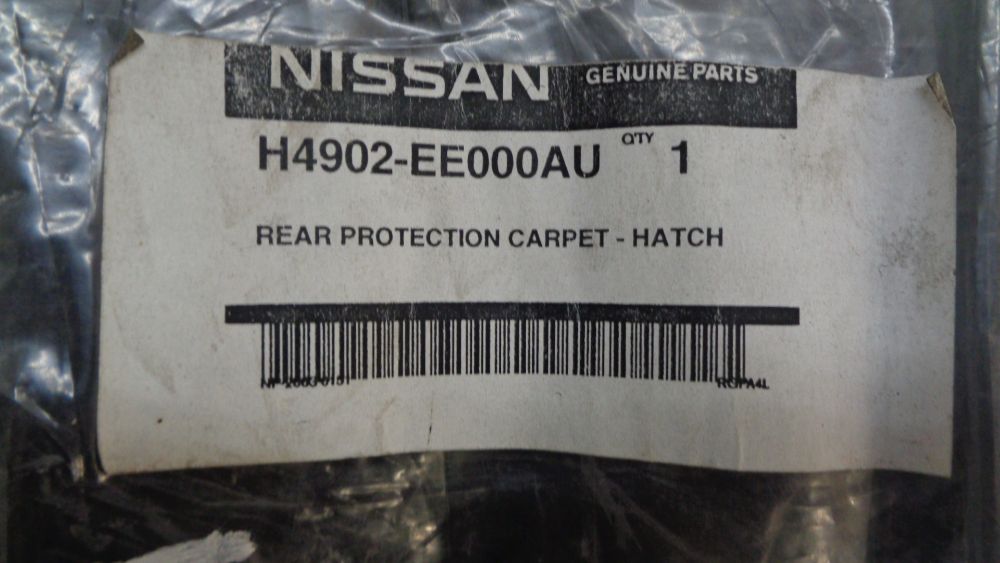 NISSAN GENUINE PARTS
H4902-EE000AU QTY 1
REAR PROTECTION CARPET - HATCH